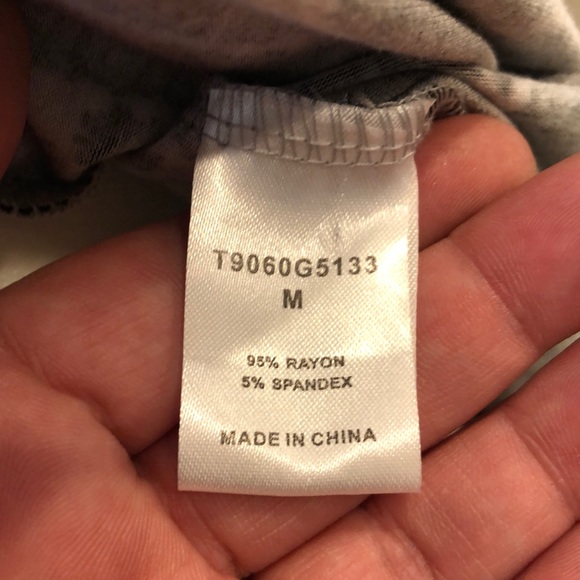 T9060G5133
M
95% RAYON
5% SPANDEX
MADE IN CHINA